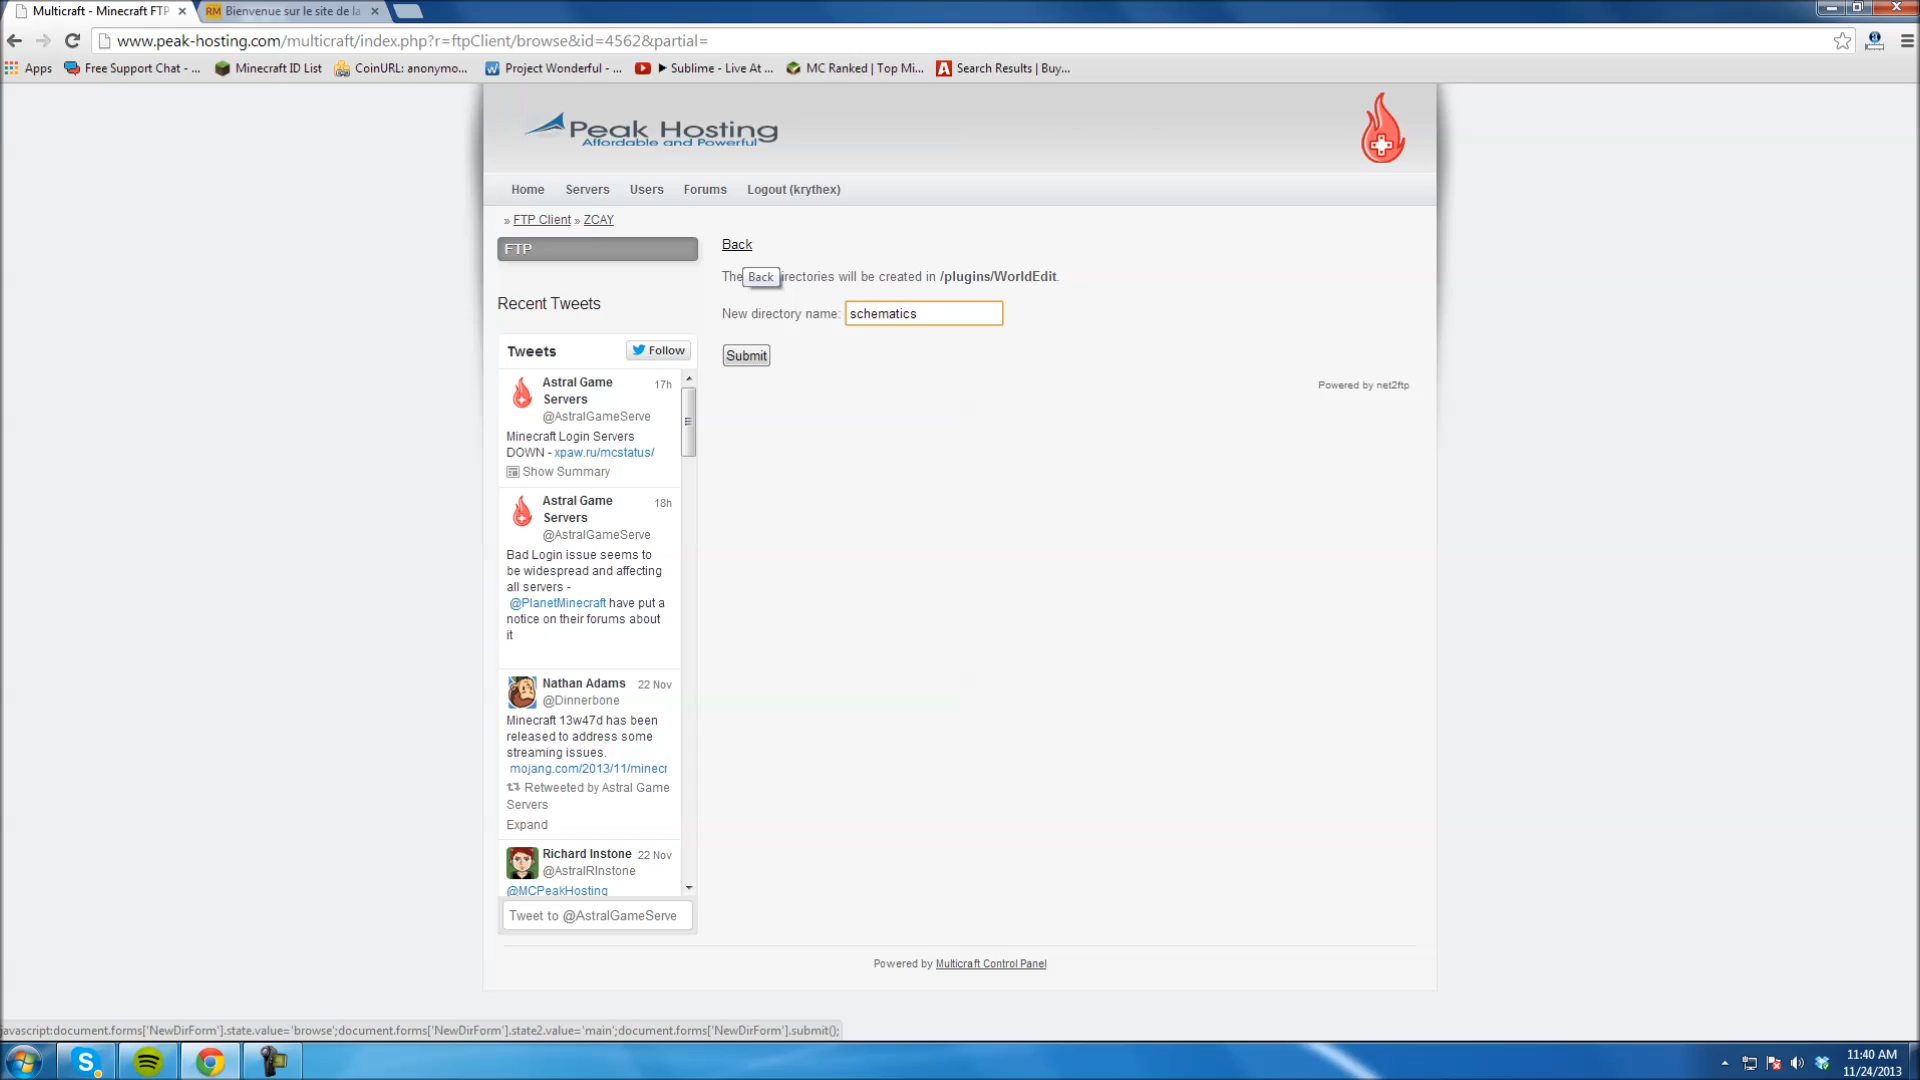 Multicraft - Minecraft FTP
Bienvenue sur le site de la
www.peak-hosting.com/multicraft/index.php?r=ftpClient/browse&id=4562&partial=
Apps
Free Support Chat - ...
Minecraft ID List
CoinURL: anonymo...
Project Wonderful - ...
▶ Sublime - Live At ...
MC Ranked | Top Mi...
Search Results | Buy...
Peak Hosting
Affordable and Powerful
Home
Servers
Users
Forums
Logout (krythex)
» FTP Client » ZCAY
FTP
Back
The
Back
irectories will be created in /plugins/WorldEdit.
New directory name: schematics
Submit
Powered by net2ftp
Recent Tweets
Tweets
Follow
Astral Game 17h
Servers
@AstralGameServe
Minecraft Login Servers
DOWN - xpaw.ru/mcstatus/
Show Summary
Astral Game 18h
Servers
@AstralGameServe
Bad Login issue seems to
be widespread and affecting
all servers -
@PlanetMinecraft have put a
notice on their forums about
it
Nathan Adams 22 Nov
@Dinnerbone
Minecraft 13w47d has been
released to address some
streaming issues.
mojang.com/2013/11/minecr
Retweeted by Astral Game
Servers
Expand
Richard Instone 22 Nov
@AstralRInstone
@MCPeakHosting
Tweet to @AstralGameServe
Powered by Multicraft Control Panel
javascript:document.forms['NewDirForm'].state.value='browse';document.forms['NewDirForm'].state2.value='main';document.forms['NewDirForm'].submit();
11:40 AM
11/24/2013